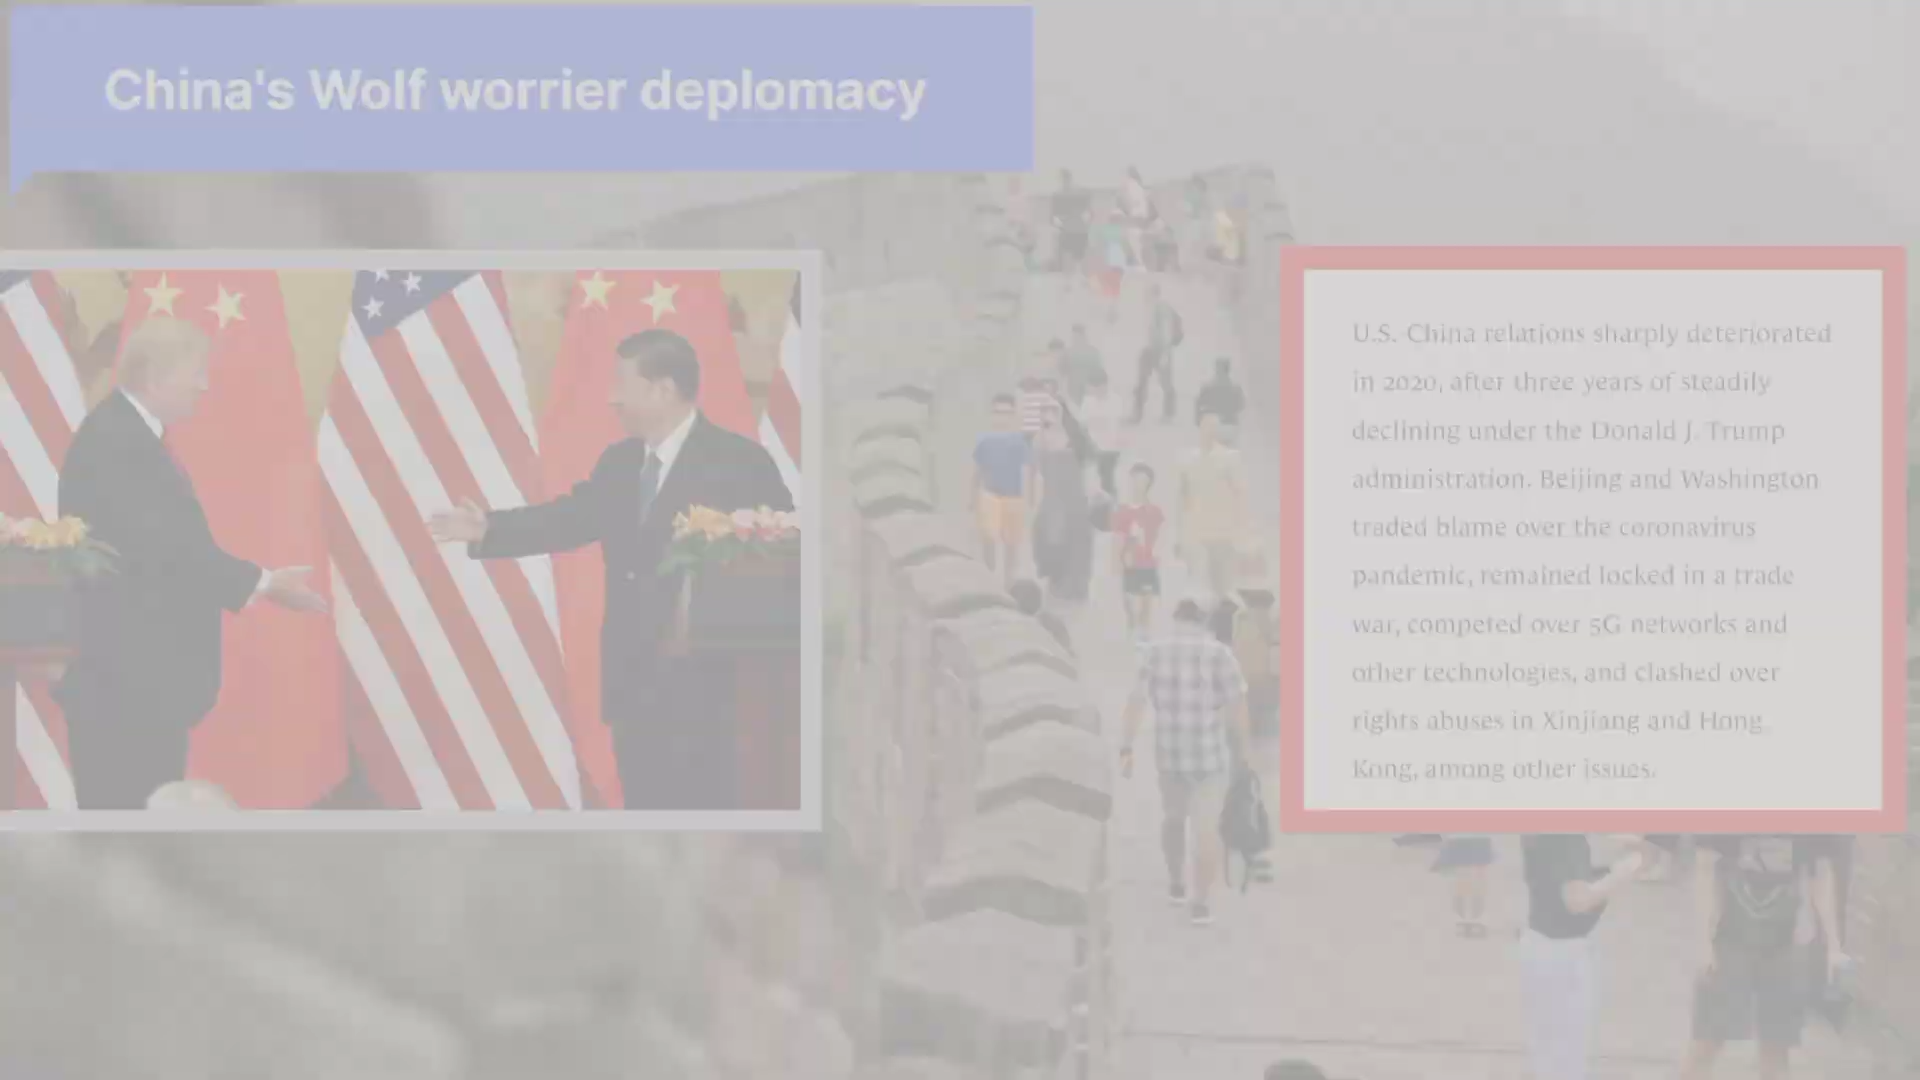 China's Wolf worrier deplomacy
U.S. China relations sharply deteriorated
in 2020, after three years of steadily
declining under the Donald J. Trump
administration. Beijing and Washington
traded blame over the coronavirus
pandemic, remained locked in a trade
war, competed over 5G networks and
other technologies, and clashed over
rights abuses in Xinjiang and Hong
Kong, among other issues.